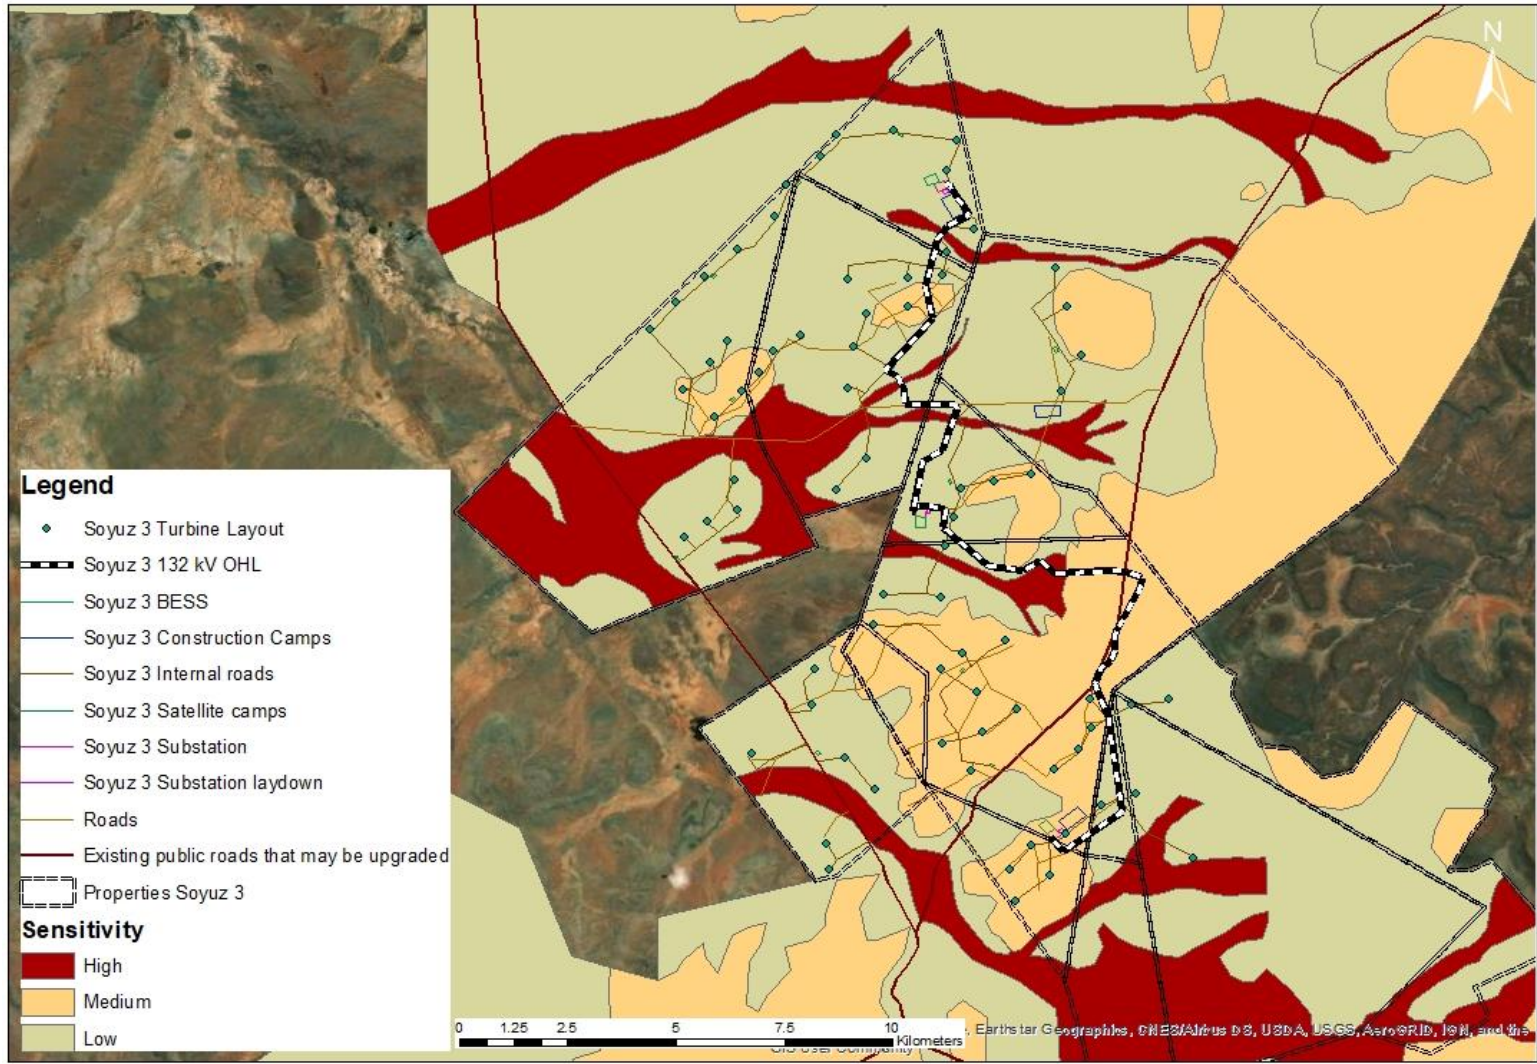 N
Legend
Soyuz 3 Turbine Layout
Soyuz 3 132 kV OHL
Soyuz 3 BESS
Soyuz 3 Construction Camps
Soyuz 3 Internal roads
Soyuz 3 Satellite camps
Soyuz 3 Substation
Soyuz 3 Substation laydown
Roads
Existing public roads that may be upgraded
Properties Soyuz 3
Sensitivity
High
Medium
Low
0 1.25 2.5 5 7.5 10
Kilometers
, Earthstar Geographics, CNES/Airbus DS, USDA, USGS, AeroGRID, IGN, and the
GIS User Community